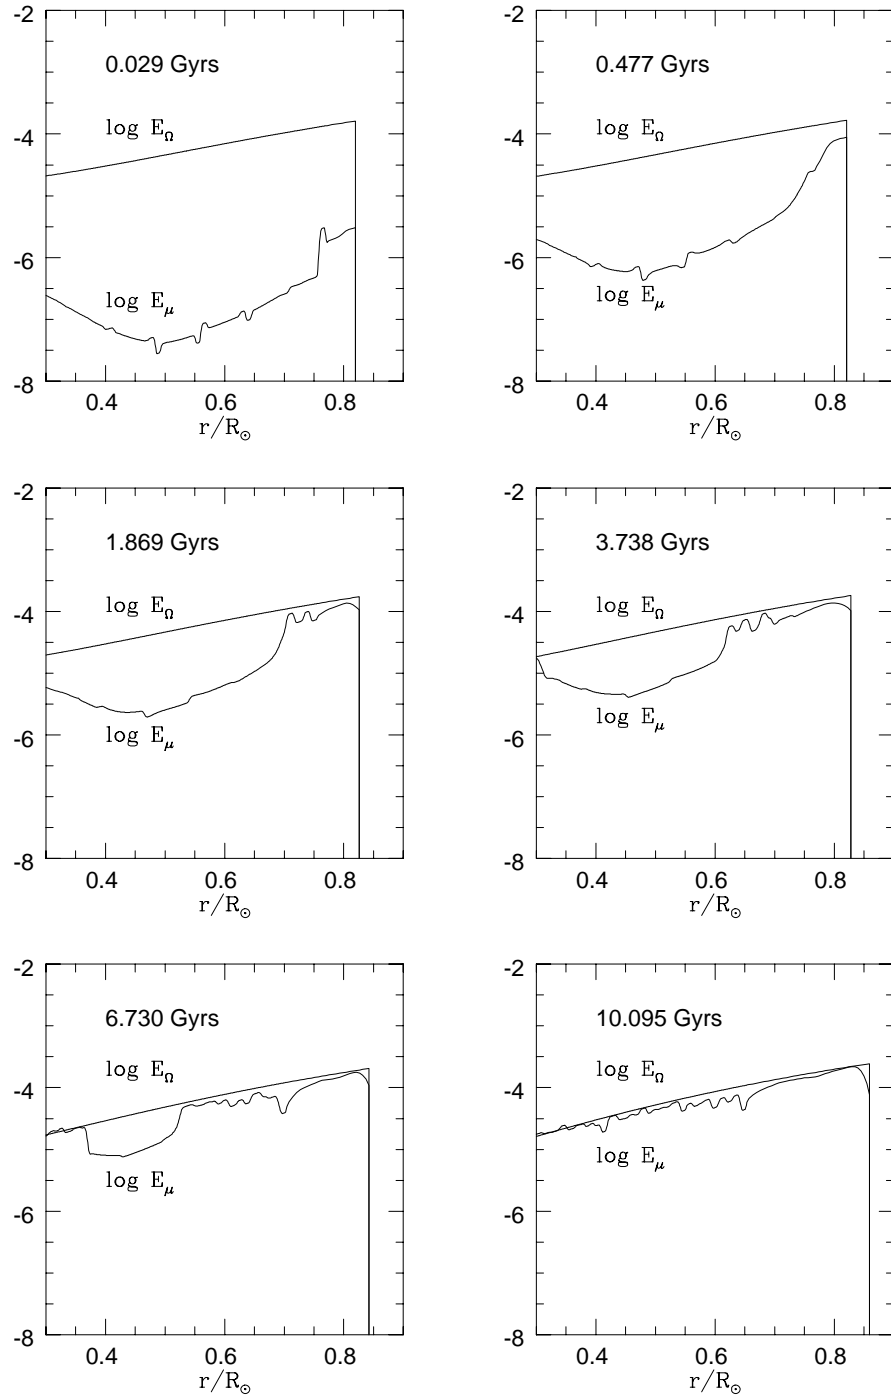 -2
-4
-6
-8
0.029 Gyrs
log E_Ω
log E_μ
0.4 0.6 0.8
r/R_⊙
-2
-4
-6
-8
0.477 Gyrs
log E_Ω
log E_μ
0.4 0.6 0.8
r/R_⊙
-2
-4
-6
-8
1.869 Gyrs
log E_Ω
log E_μ
0.4 0.6 0.8
r/R_⊙
-2
-4
-6
-8
3.738 Gyrs
log E_Ω
log E_μ
0.4 0.6 0.8
r/R_⊙
-2
-4
-6
-8
6.730 Gyrs
log E_Ω
log E_μ
0.4 0.6 0.8
r/R_⊙
-2
-4
-6
-8
10.095 Gyrs
log E_Ω
log E_μ
0.4 0.6 0.8
r/R_⊙